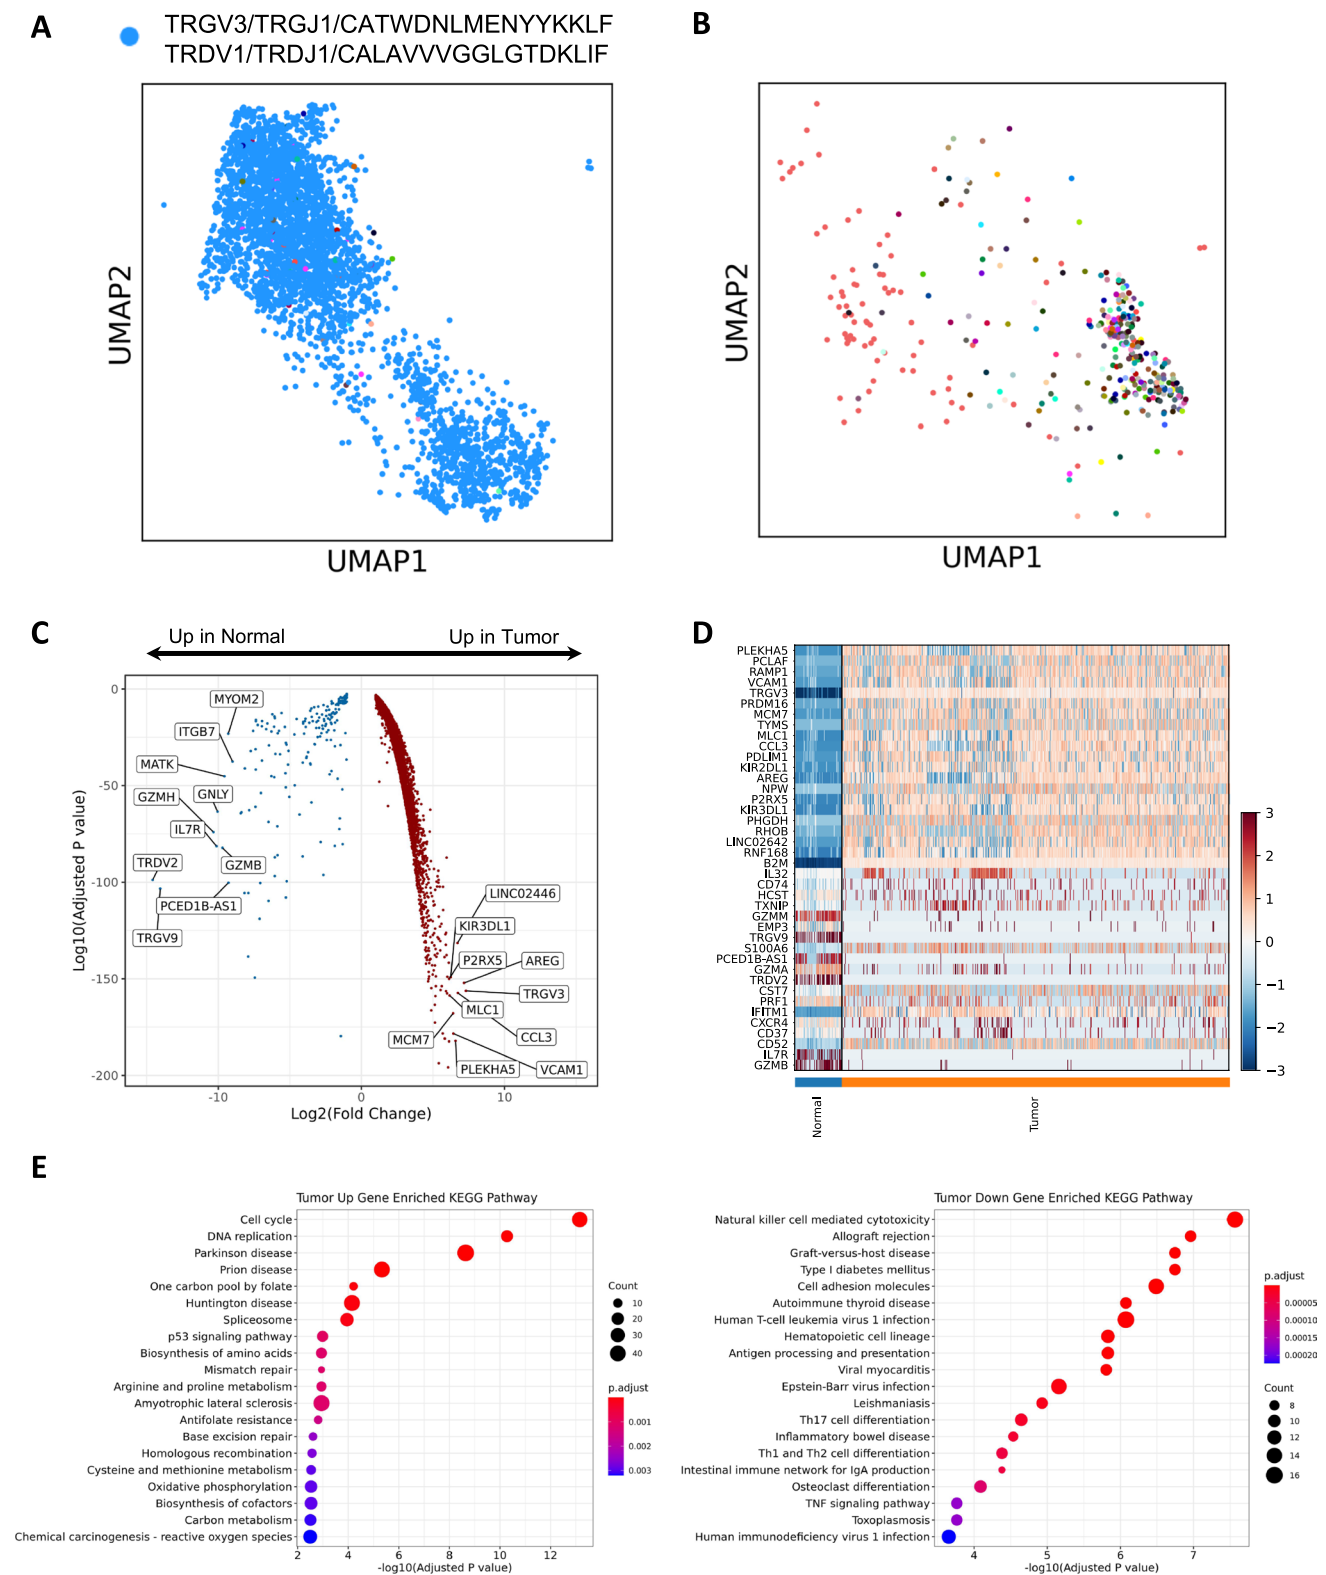 A
TRGV3/TRGJ1/CATWDNLMENYYKKLF
TRDV1/TRDJ1/CALAVVVGGLGTDKLIF
UMAP2
UMAP1
B
UMAP2
UMAP1
C
Up in Normal
Up in Tumor
0
-50
-100
-150
-200
-10
0
10
Log10(Adjusted P value)
Log2(Fold Change)
MYOM2
ITGB7
MATK
GZMH
GNLY
IL7R
TRDV2
GZMB
PCED1B-AS1
TRGV9
LINC02446
KIR3DL1
P2RX5
AREG
TRGV3
MLC1
MCM7
CCL3
PLEKHA5
VCAM1
D
PLEKHA5
PCLAF
RAMP1
VCAM1
TRGV3
PRDM16
MCM7
TYMS
MLC1
CCL3
PDLIM1
KIR2DL1
AREG
NPW
P2RX5
KIR3DL1
PHGDH
RHOB
LINC02642
RNF168
B2M
IL32
CD74
HCST
TXNIP
GZMM
EMP3
TRGV9
S100A6
PCED1B-AS1
GZMA
TRDV2
CST7
PRF1
IFITM1
CXCR4
CD37
CD52
IL7R
GZMB
Normal
Tumor
3
2
1
0
−1
−2
−3
E
Tumor Up Gene Enriched KEGG Pathway
Cell cycle
DNA replication
Parkinson disease
Prion disease
One carbon pool by folate
Huntington disease
Spliceosome
p53 signaling pathway
Biosynthesis of amino acids
Mismatch repair
Arginine and proline metabolism
Amyotrophic lateral sclerosis
Antifolate resistance
Base excision repair
Homologous recombination
Cysteine and methionine metabolism
Oxidative phosphorylation
Biosynthesis of cofactors
Carbon metabolism
Chemical carcinogenesis - reactive oxygen species
2
4
6
8
10
12
-log10(Adjusted P value)
Count
10
20
30
40
p.adjust
0.001
0.002
0.003
Tumor Down Gene Enriched KEGG Pathway
Natural killer cell mediated cytotoxicity
Allograft rejection
Graft-versus-host disease
Type I diabetes mellitus
Cell adhesion molecules
Autoimmune thyroid disease
Human T-cell leukemia virus 1 infection
Hematopoietic cell lineage
Antigen processing and presentation
Viral myocarditis
Epstein-Barr virus infection
Leishmaniasis
Th17 cell differentiation
Inflammatory bowel disease
Th1 and Th2 cell differentiation
Intestinal immune network for IgA production
Osteoclast differentiation
TNF signaling pathway
Toxoplasmosis
Human immunodeficiency virus 1 infection
4
5
6
7
-log10(Adjusted P value)
p.adjust
0.00005
0.00010
0.00015
0.00020
Count
8
10
12
14
16